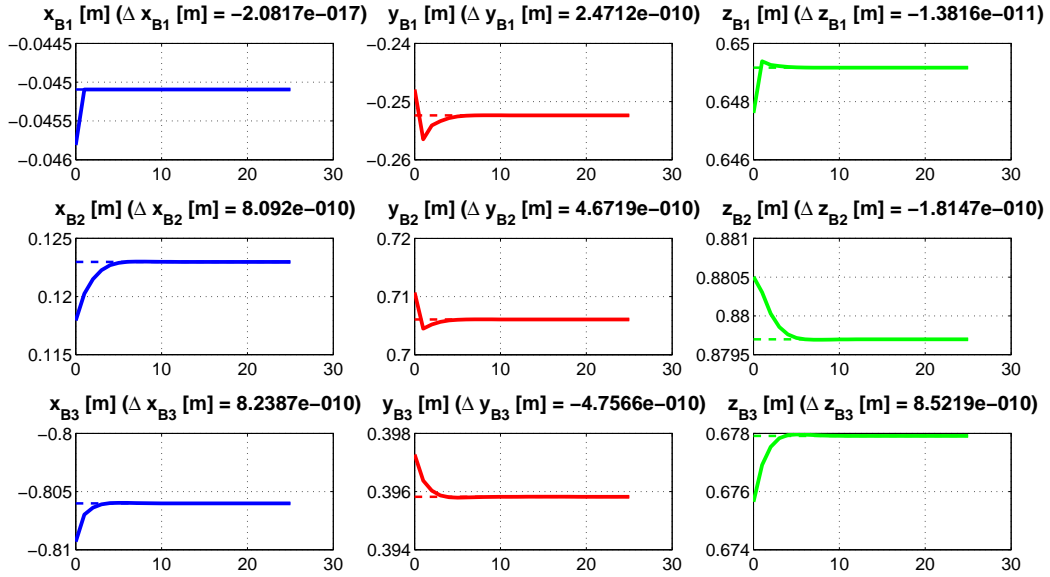 x_B1 [m] (Δ x_B1 [m] = −2.0817e−017)
y_B1 [m] (Δ y_B1 [m] = 2.4712e−010)
z_B1 [m] (Δ z_B1 [m] = −1.3816e−011)
−0.0445
−0.045
−0.0455
−0.046
0 10 20 30
−0.24
−0.25
−0.26
0 10 20 30
0.65
0.648
0.646
0 10 20 30
x_B2 [m] (Δ x_B2 [m] = 8.092e−010)
y_B2 [m] (Δ y_B2 [m] = 4.6719e−010)
z_B2 [m] (Δ z_B2 [m] = −1.8147e−010)
0.125
0.12
0.115
0 10 20 30
0.72
0.71
0.7
0 10 20 30
0.881
0.8805
0.88
0.8795
0 10 20 30
x_B3 [m] (Δ x_B3 [m] = 8.2387e−010)
y_B3 [m] (Δ y_B3 [m] = −4.7566e−010)
z_B3 [m] (Δ z_B3 [m] = 8.5219e−010)
−0.8
−0.805
−0.81
0 10 20 30
0.398
0.396
0.394
0 10 20 30
0.678
0.676
0.674
0 10 20 30